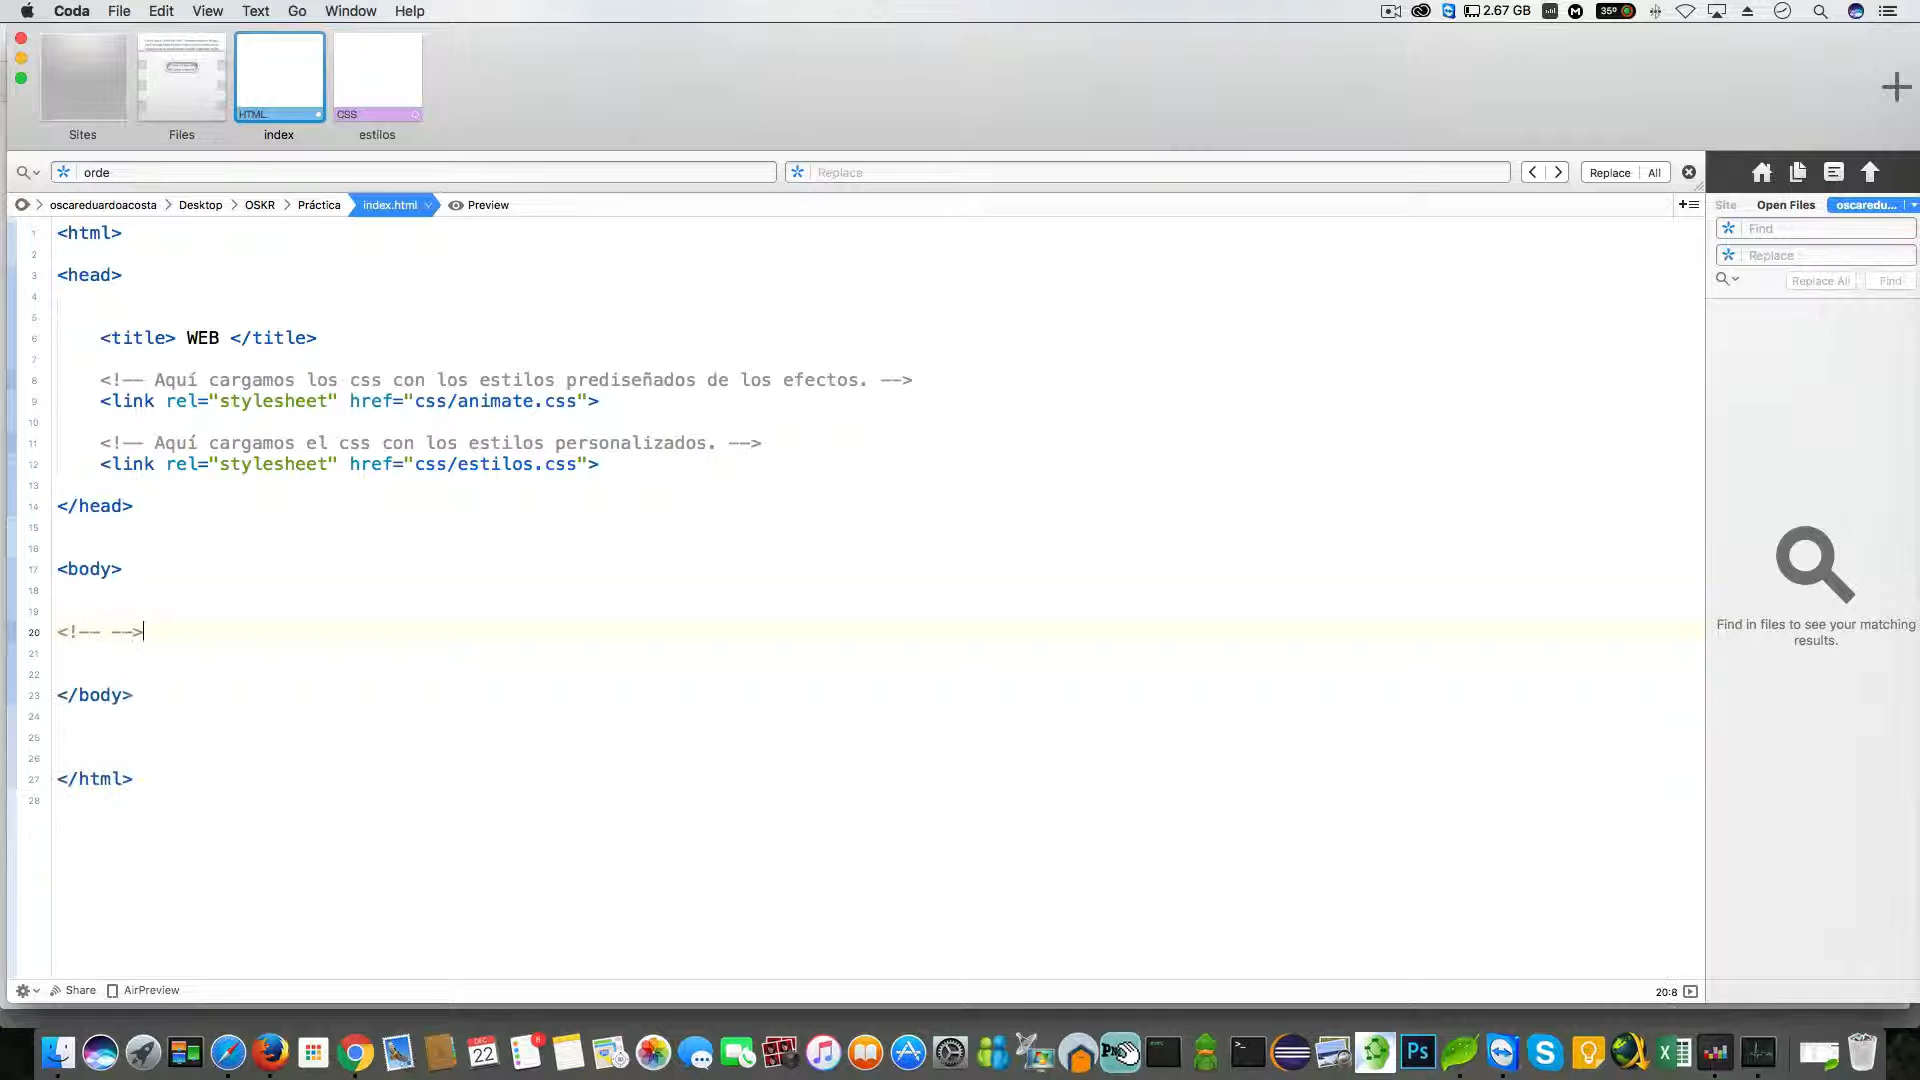 Coda File Edit View Text Go Window Help 2.67 GB 35º
HTML CSS
Sites Files index estilos
orde Replace Replace All
oscareduardoacosta Desktop OSKR Práctica index.html Preview
Site Open Files oscaredu...
Find
Replace
Replace All Find
1 <html>
2
3 <head>
4
5
6 <title> WEB </title>
7
8 <!-- Aquí cargamos los css con los estilos prediseñados de los efectos. -->
9 <link rel="stylesheet" href="css/animate.css">
10
11 <!-- Aquí cargamos el css con los estilos personalizados. -->
12 <link rel="stylesheet" href="css/estilos.css">
13
14 </head>
15
16
17 <body>
18
19
20 <!-- -->
21
22
23 </body>
24
25
26
27 </html>
28
Find in files to see your matching
results.
Share AirPreview 20:8
DEC
22
6
Ps